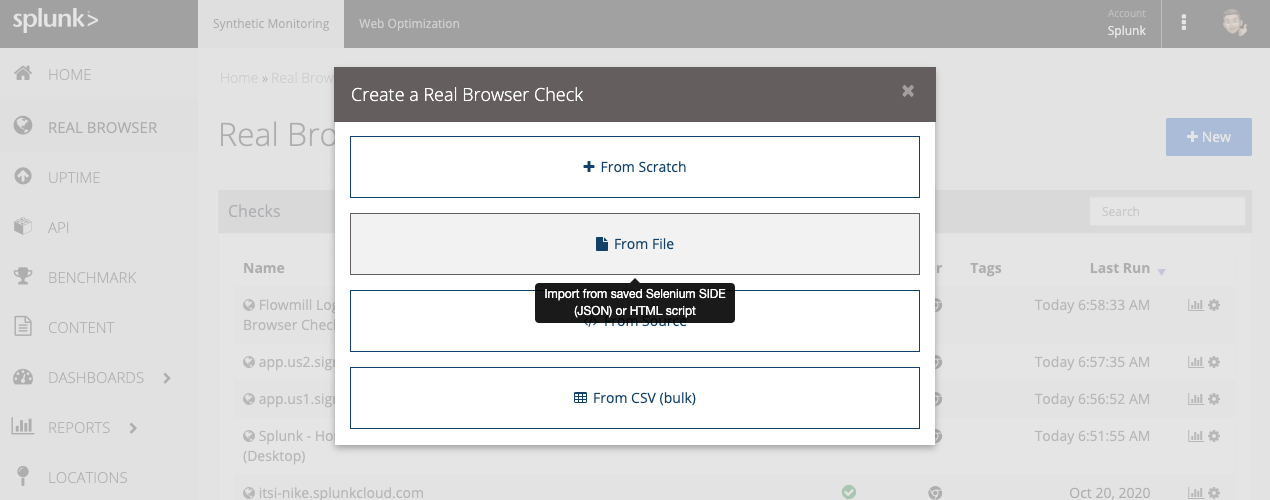 splunk>
Synthetic Monitoring
Web Optimization
Account
Splunk
HOME
REAL BROWSER
UPTIME
API
BENCHMARK
CONTENT
DASHBOARDS
REPORTS
LOCATIONS
Home » Real Brow
Real Bro
+ New
Create a Real Browser Check
×
From Scratch
From File
Import from saved Selenium SIDE
(JSON) or HTML script
From Source
From CSV (bulk)
Checks
Search
Name Tags Last Run
Flowmill Log Today 6:58:33 AM
Browser Chec
app.us2.sig Today 6:57:35 AM
app.us1.sig Today 6:56:52 AM
Splunk - Ho Today 6:51:55 AM
(Desktop)
itsi-nike.splunkcloud.com Oct 20, 2020